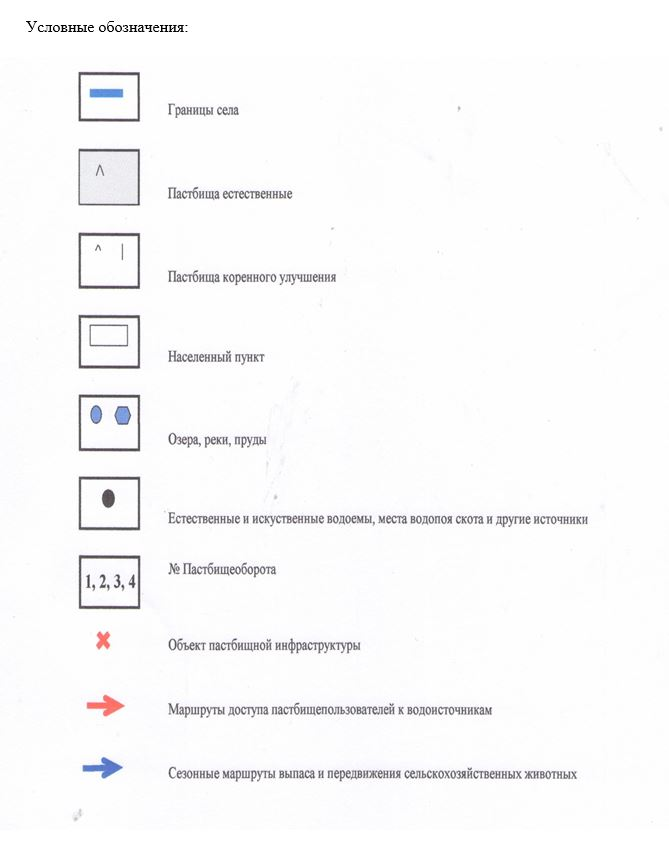 Условные обозначения:
Границы села
Пастбища естественные
Пастбища коренного улучшения
Населенный пункт
Озера, реки, пруды
Естественные и искуственные водоемы, места водопоя скота и другие источники
1, 2, 3, 4 № Пастбищеоборота
Объект пастбищной инфраструктуры
Маршруты доступа пастбищепользователей к водоисточникам
Сезонные маршруты выпаса и передвижения сельскохозяйственных животных